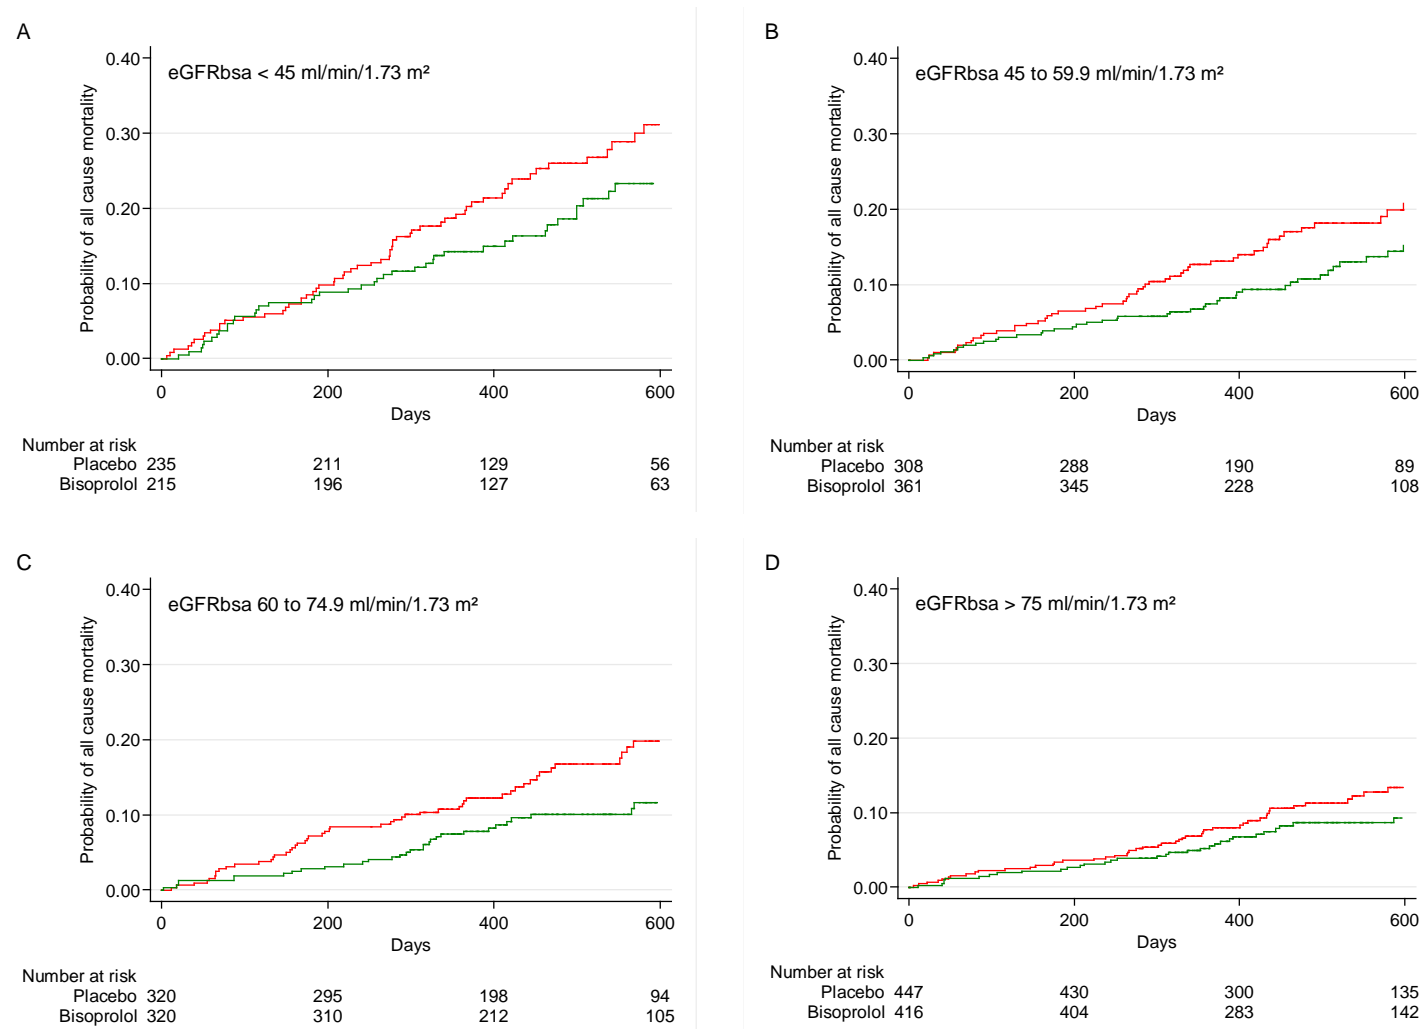 A
eGFRbsa < 45 ml/min/1.73 m²
Probability of all cause mortality
0.40
0.30
0.20
0.10
0.00
0 200 400 600
Days
Number at risk
Placebo 235 211 129 56
Bisoprolol 215 196 127 63
B
eGFRbsa 45 to 59.9 ml/min/1.73 m²
Probability of all cause mortality
0.40
0.30
0.20
0.10
0.00
0 200 400 600
Days
Number at risk
Placebo 308 288 190 89
Bisoprolol 361 345 228 108
C
eGFRbsa 60 to 74.9 ml/min/1.73 m²
Probability of all cause mortality
0.40
0.30
0.20
0.10
0.00
0 200 400 600
Days
Number at risk
Placebo 320 295 198 94
Bisoprolol 320 310 212 105
D
eGFRbsa > 75 ml/min/1.73 m²
Probability of all cause mortality
0.40
0.30
0.20
0.10
0.00
0 200 400 600
Days
Number at risk
Placebo 447 430 300 135
Bisoprolol 416 404 283 142